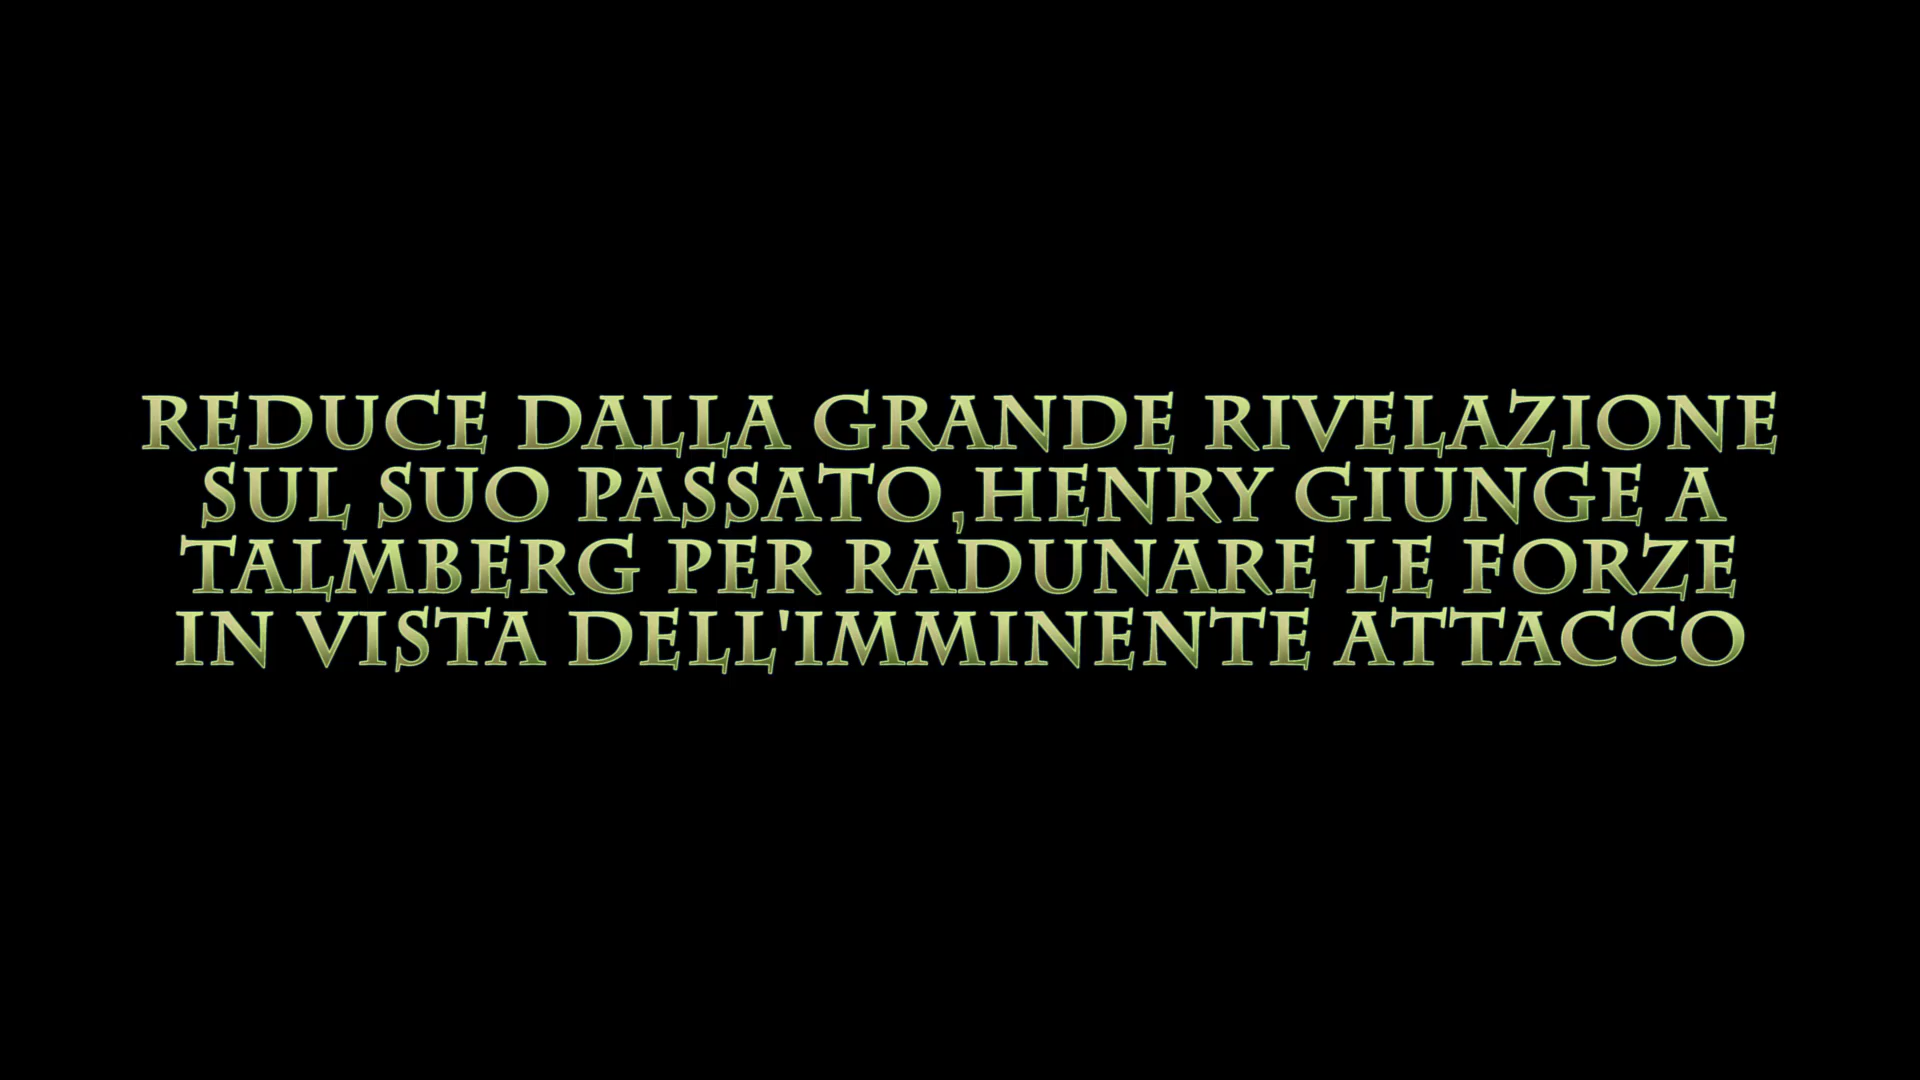 REDUCE DALLA GRANDE RIVELAZIONE
SUL SUO PASSATO,HENRY GIUNGE A
TALMBERG PER RADUNARE LE FORZE
IN VISTA DELL'IMMINENTE ATTACCO